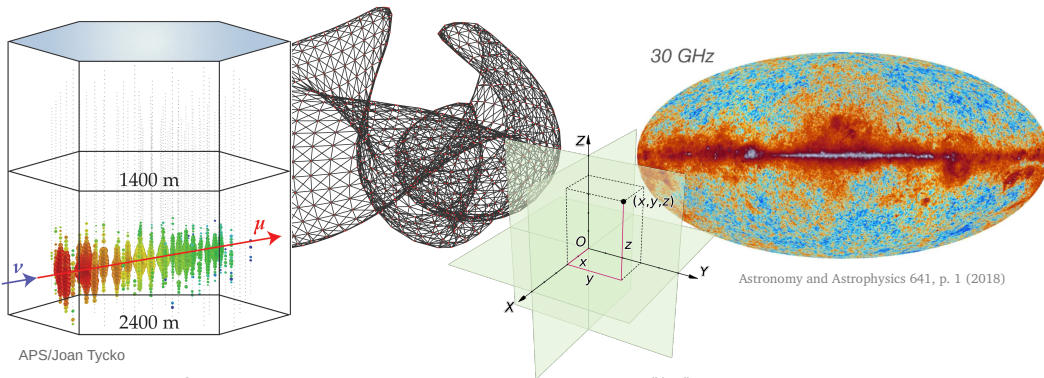 1400 m
μ
ν
2400 m
APS/Joan Tycko
Z
(x,y,z)
O
z
x
y
X
Y
30 GHz
Astronomy and Astrophysics 641, p. 1 (2018)